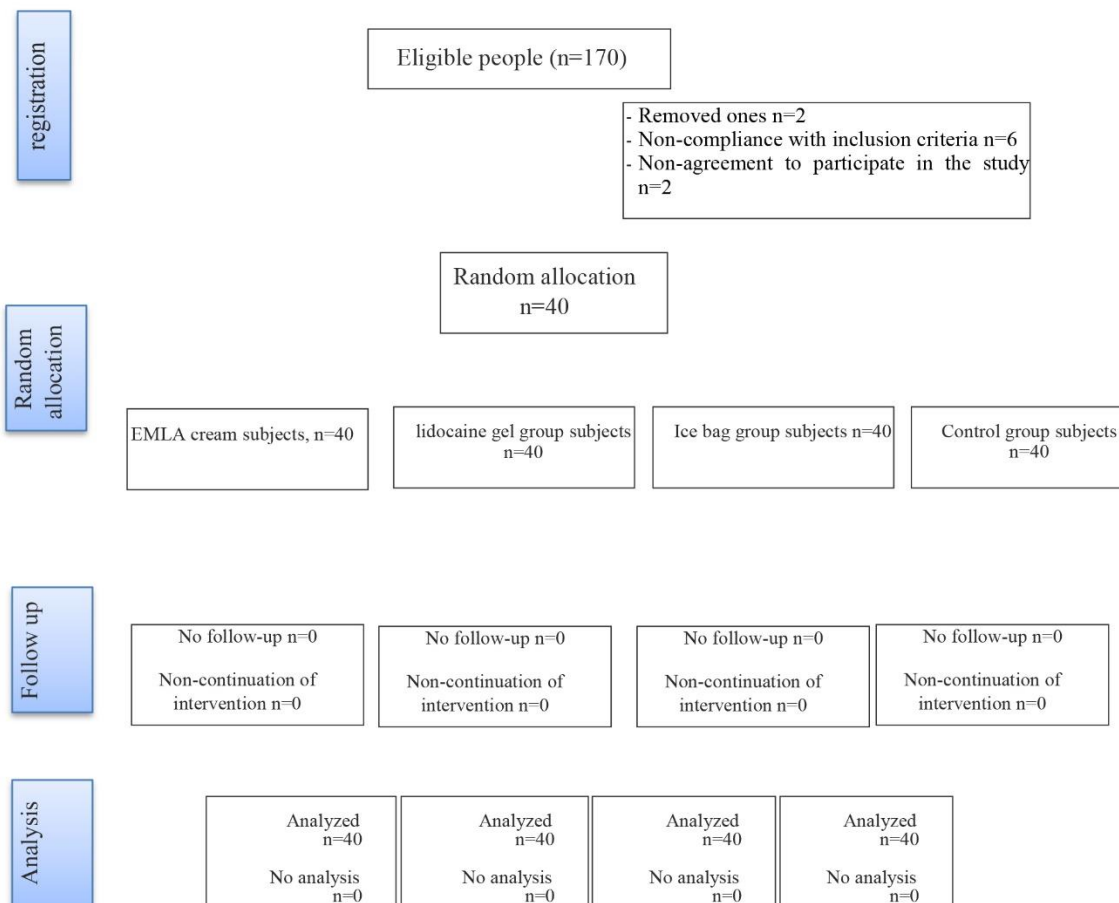 registration
Eligible people (n=170)
- Removed ones n=2
- Non-compliance with inclusion criteria n=6
- Non-agreement to participate in the study
n=2
Random allocation
n=40
Random
allocation
EMLA cream subjects, n=40
lidocaine gel group subjects
n=40
Ice bag group subjects n=40
Control group subjects
n=40
Follow up
No follow-up n=0
Non-continuation of
intervention n=0
No follow-up n=0
Non-continuation of
intervention n=0
No follow-up n=0
Non-continuation of
intervention n=0
No follow-up n=0
Non-continuation of
intervention n=0
Analysis
Analyzed
n=40
No analysis
n=0
Analyzed
n=40
No analysis
n=0
Analyzed
n=40
No analysis
n=0
Analyzed
n=40
No analysis
n=0